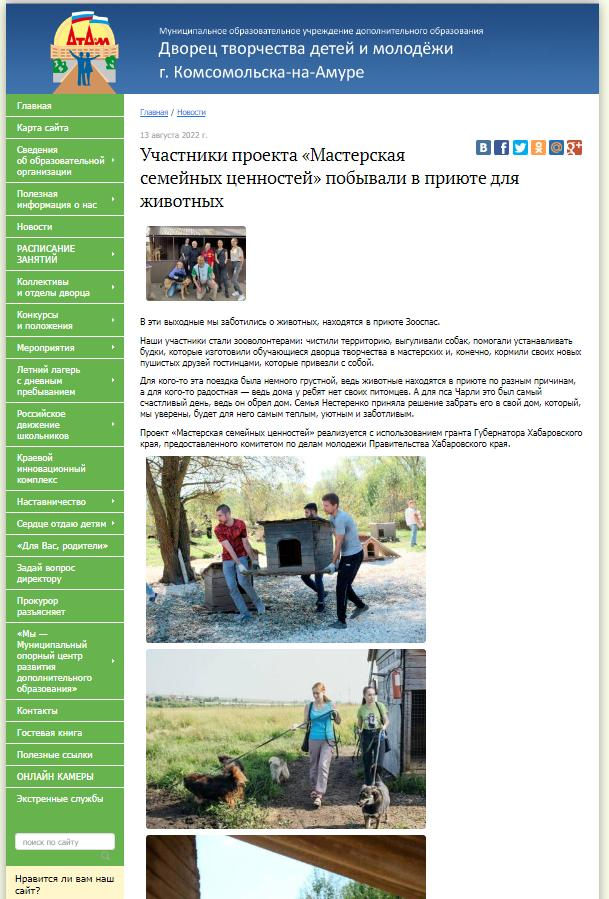 ДТДиМ
Муниципальное образовательное учреждение дополнительного образования
Дворец творчества детей и молодёжи
г. Комсомольска-на-Амуре
Главная
Карта сайта
Сведения
об образовательной
организации
Полезная
информация о нас
Новости
РАСПИСАНИЕ
ЗАНЯТИЙ
Коллективы
и отделы дворца
Конкурсы
и положения
Мероприятия
Летний лагерь
с дневным
пребыванием
Российское
движение
школьников
Краевой
инновационный
комплекс
Наставничество
Сердце отдаю детям
«Для Вас, родители»
Задай вопрос
директору
Прокурор
разъясняет
«Мы —
Муниципальный
опорный центр
развития
дополнительного
образования»
Контакты
Гостевая книга
Полезные ссылки
ОНЛАЙН КАМЕРЫ
Экстренные службы
поиск по сайту
Нравится ли вам наш
сайт?
Главная / Новости
13 августа 2022 г.
Участники проекта «Мастерская
семейных ценностей» побывали в приюте для
животных
В эти выходные мы заботились о животных, находятся в приюте Зооспас.
Наши участники стали зооволонтерами: чистили территорию, выгуливали собак, помогали устанавливать
будки, которые изготовили обучающиеся дворца творчества в мастерских и, конечно, кормили своих новых
пушистых друзей гостинцами, которые привезли с собой.
Для кого-то эта поездка была немного грустной, ведь животные находятся в приюте по разным причинам,
а для кого-то радостная — ведь дома у ребят нет своих питомцев. А для пса Чарли это был самый
счастливый день, ведь он обрел дом. Семья Нестеренко приняла решение забрать его в свой дом, который,
мы уверены, будет для него самым теплым, уютным и заботливым.
Проект «Мастерская семейных ценностей» реализуется с использованием гранта Губернатора Хабаровского
края, предоставленного комитетом по делам молодежи Правительства Хабаровского края.